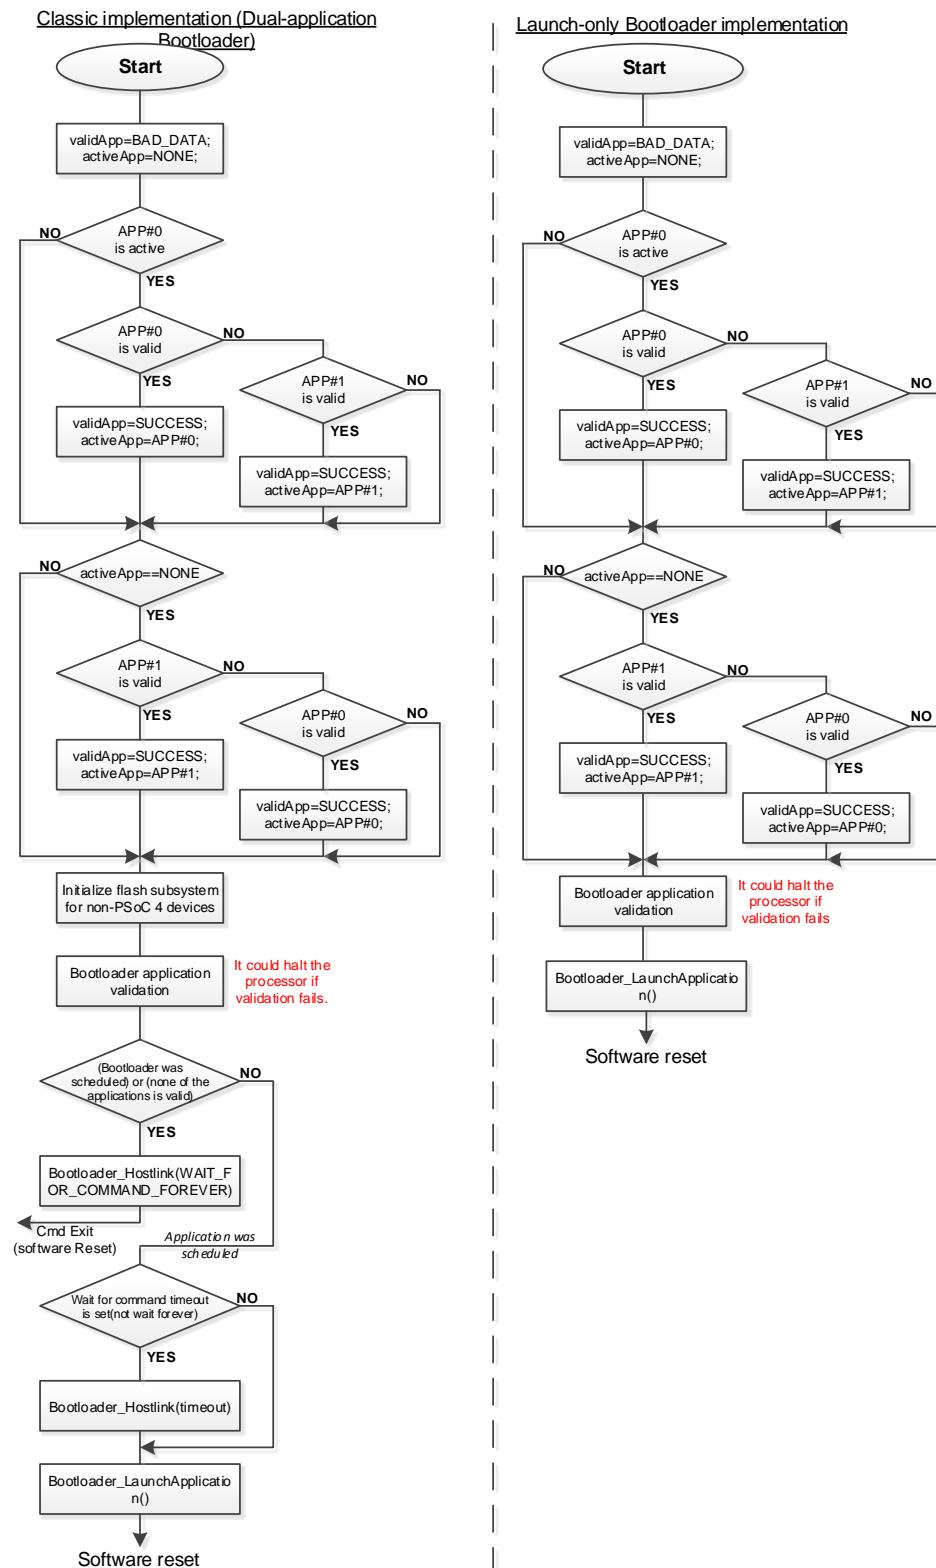 Classic implementation (Dual-application
Bootloader)
Start
validApp=BAD_DATA;
activeApp=NONE;
NO
APP#0
is active
YES
APP#0
is valid
NO
YES
APP#1
is valid
NO
validApp=SUCCESS;
activeApp=APP#0;
YES
validApp=SUCCESS;
activeApp=APP#1;
NO
activeApp==NONE
YES
APP#1
is valid
NO
YES
APP#0
is valid
NO
validApp=SUCCESS;
activeApp=APP#1;
YES
validApp=SUCCESS;
activeApp=APP#0;
Initialize flash subsystem
for non-PSoC 4 devices
Bootloader application
validation
It could halt the
processor if
validation fails.
(Bootloader was
scheduled) or (none of the
applications is valid)
NO
YES
Bootloader_Hostlink(WAIT_F
OR_COMMAND_FOREVER)
Cmd Exit
(software Reset)
Application was
scheduled
Wait for command timeout
is set(not wait forever)
NO
YES
Bootloader_Hostlink(timeout)
Bootloader_LaunchApplicatio
n()
Software reset
Launch-only Bootloader implementation
Start
validApp=BAD_DATA;
activeApp=NONE;
NO
APP#0
is active
YES
APP#0
is valid
NO
YES
APP#1
is valid
NO
validApp=SUCCESS;
activeApp=APP#0;
YES
validApp=SUCCESS;
activeApp=APP#1;
NO
activeApp==NONE
YES
APP#1
is valid
NO
YES
APP#0
is valid
NO
validApp=SUCCESS;
activeApp=APP#1;
YES
validApp=SUCCESS;
activeApp=APP#0;
Bootloader application
validation
It could halt the
processor if
validation fails
Bootloader_LaunchApplicatio
n()
Software reset